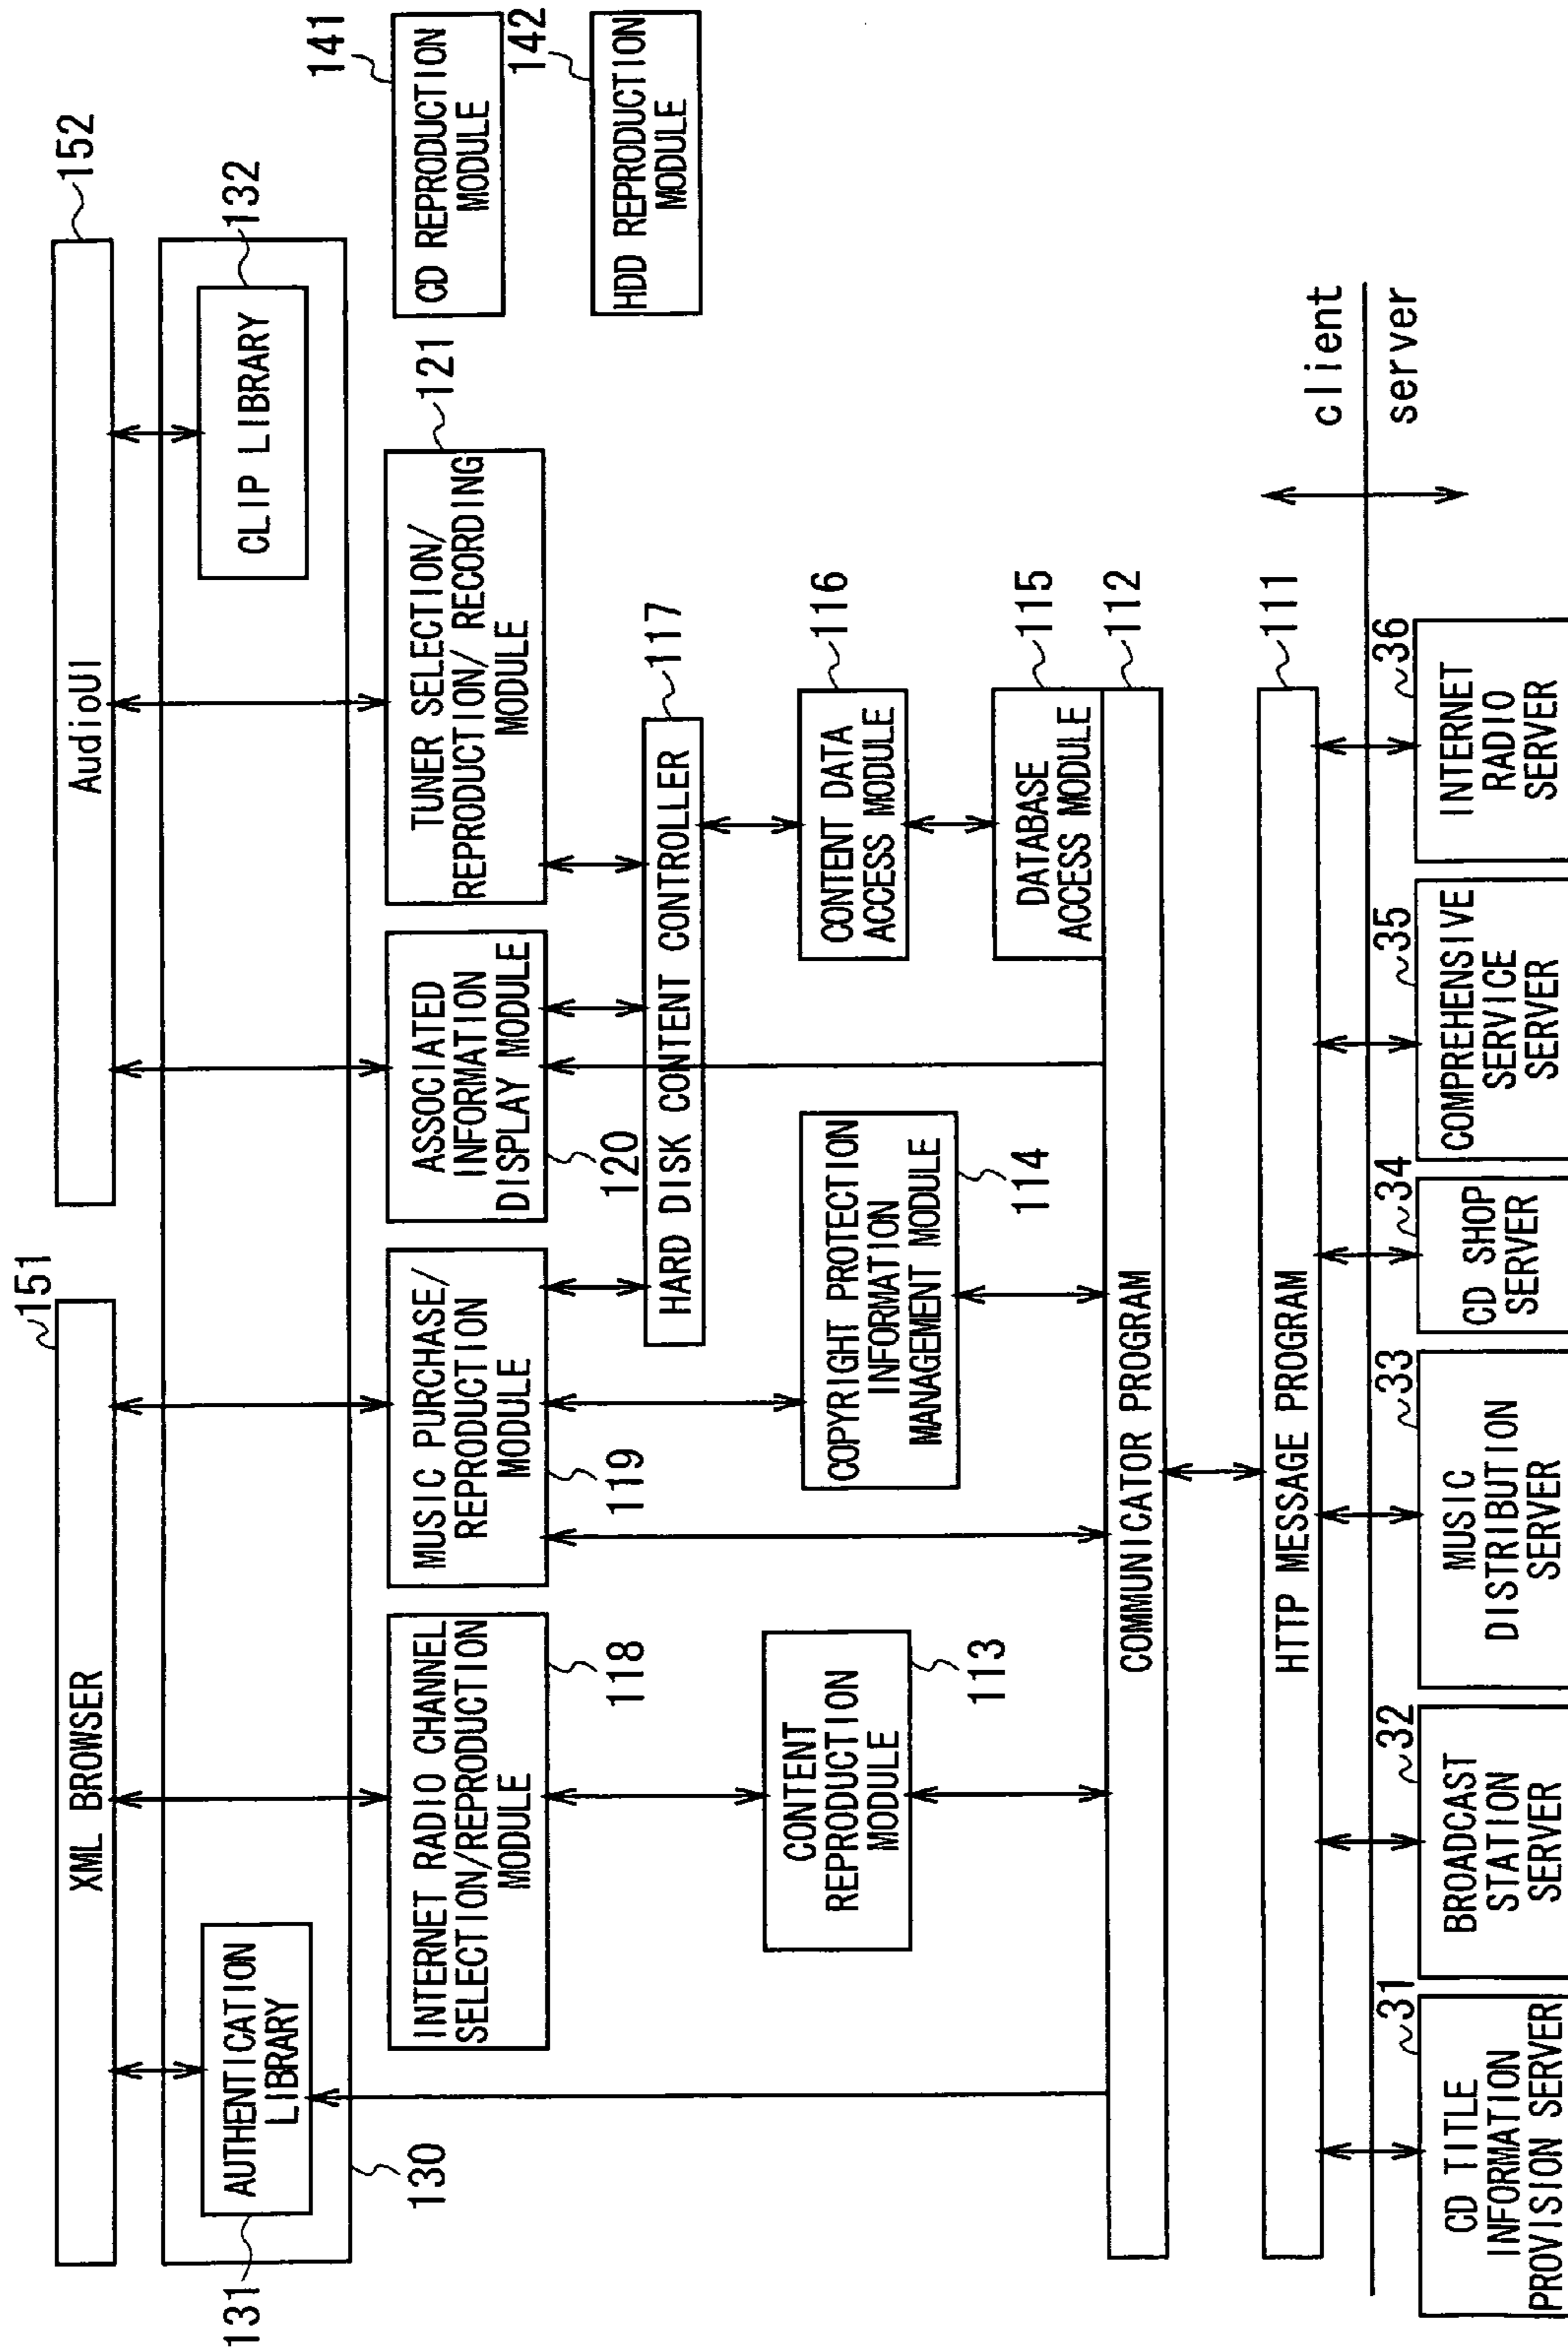 151
152
XML BROWSER
AudioUI
131
AUTHENTICATION
LIBRARY
130
CLIP LIBRARY
132
INTERNET RADIO CHANNEL
SELECTION/REPRODUCTION
MODULE
118
MUSIC PURCHASE/
REPRODUCTION
MODULE
119
ASSOCIATED
INFORMATION
DISPLAY MODULE
120
TUNER SELECTION/
REPRODUCTION/ RECORDING
MODULE
121
CD REPRODUCTION
MODULE
141
HDD REPRODUCTION
MODULE
142
HARD DISK CONTENT CONTROLLER
117
CONTENT
REPRODUCTION
MODULE
113
COPYRIGHT PROTECTION
INFORMATION
MANAGEMENT MODULE
114
CONTENT DATA
ACCESS MODULE
116
DATABASE
ACCESS MODULE
115
COMMUNICATOR PROGRAM
112
HTTP MESSAGE PROGRAM
111
client
server
31
CD TITLE
INFORMATION
PROVISION SERVER
32
BROADCAST
STATION
SERVER
33
MUSIC
DISTRIBUTION
SERVER
34
CD SHOP
SERVER
35
COMPREHENSIVE
SERVICE
SERVER
36
INTERNET
RADIO
SERVER